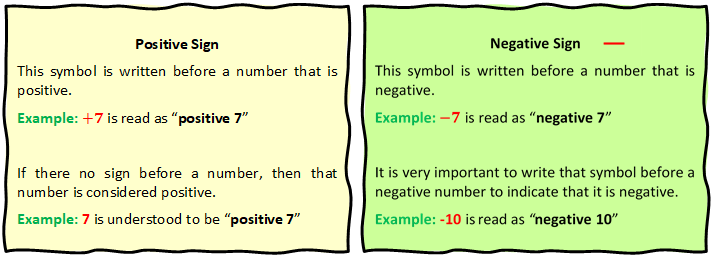 Positive Sign
This symbol is written before a number that is
positive.
Example: +7 is read as “positive 7”
If there no sign before a number, then that
number is considered positive.
Example: 7 is understood to be “positive 7”
Negative Sign —
This symbol is written before a number that is
negative.
Example: −7 is read as “negative 7”
It is very important to write that symbol before a
negative number to indicate that it is negative.
Example: -10 is read as “negative 10”